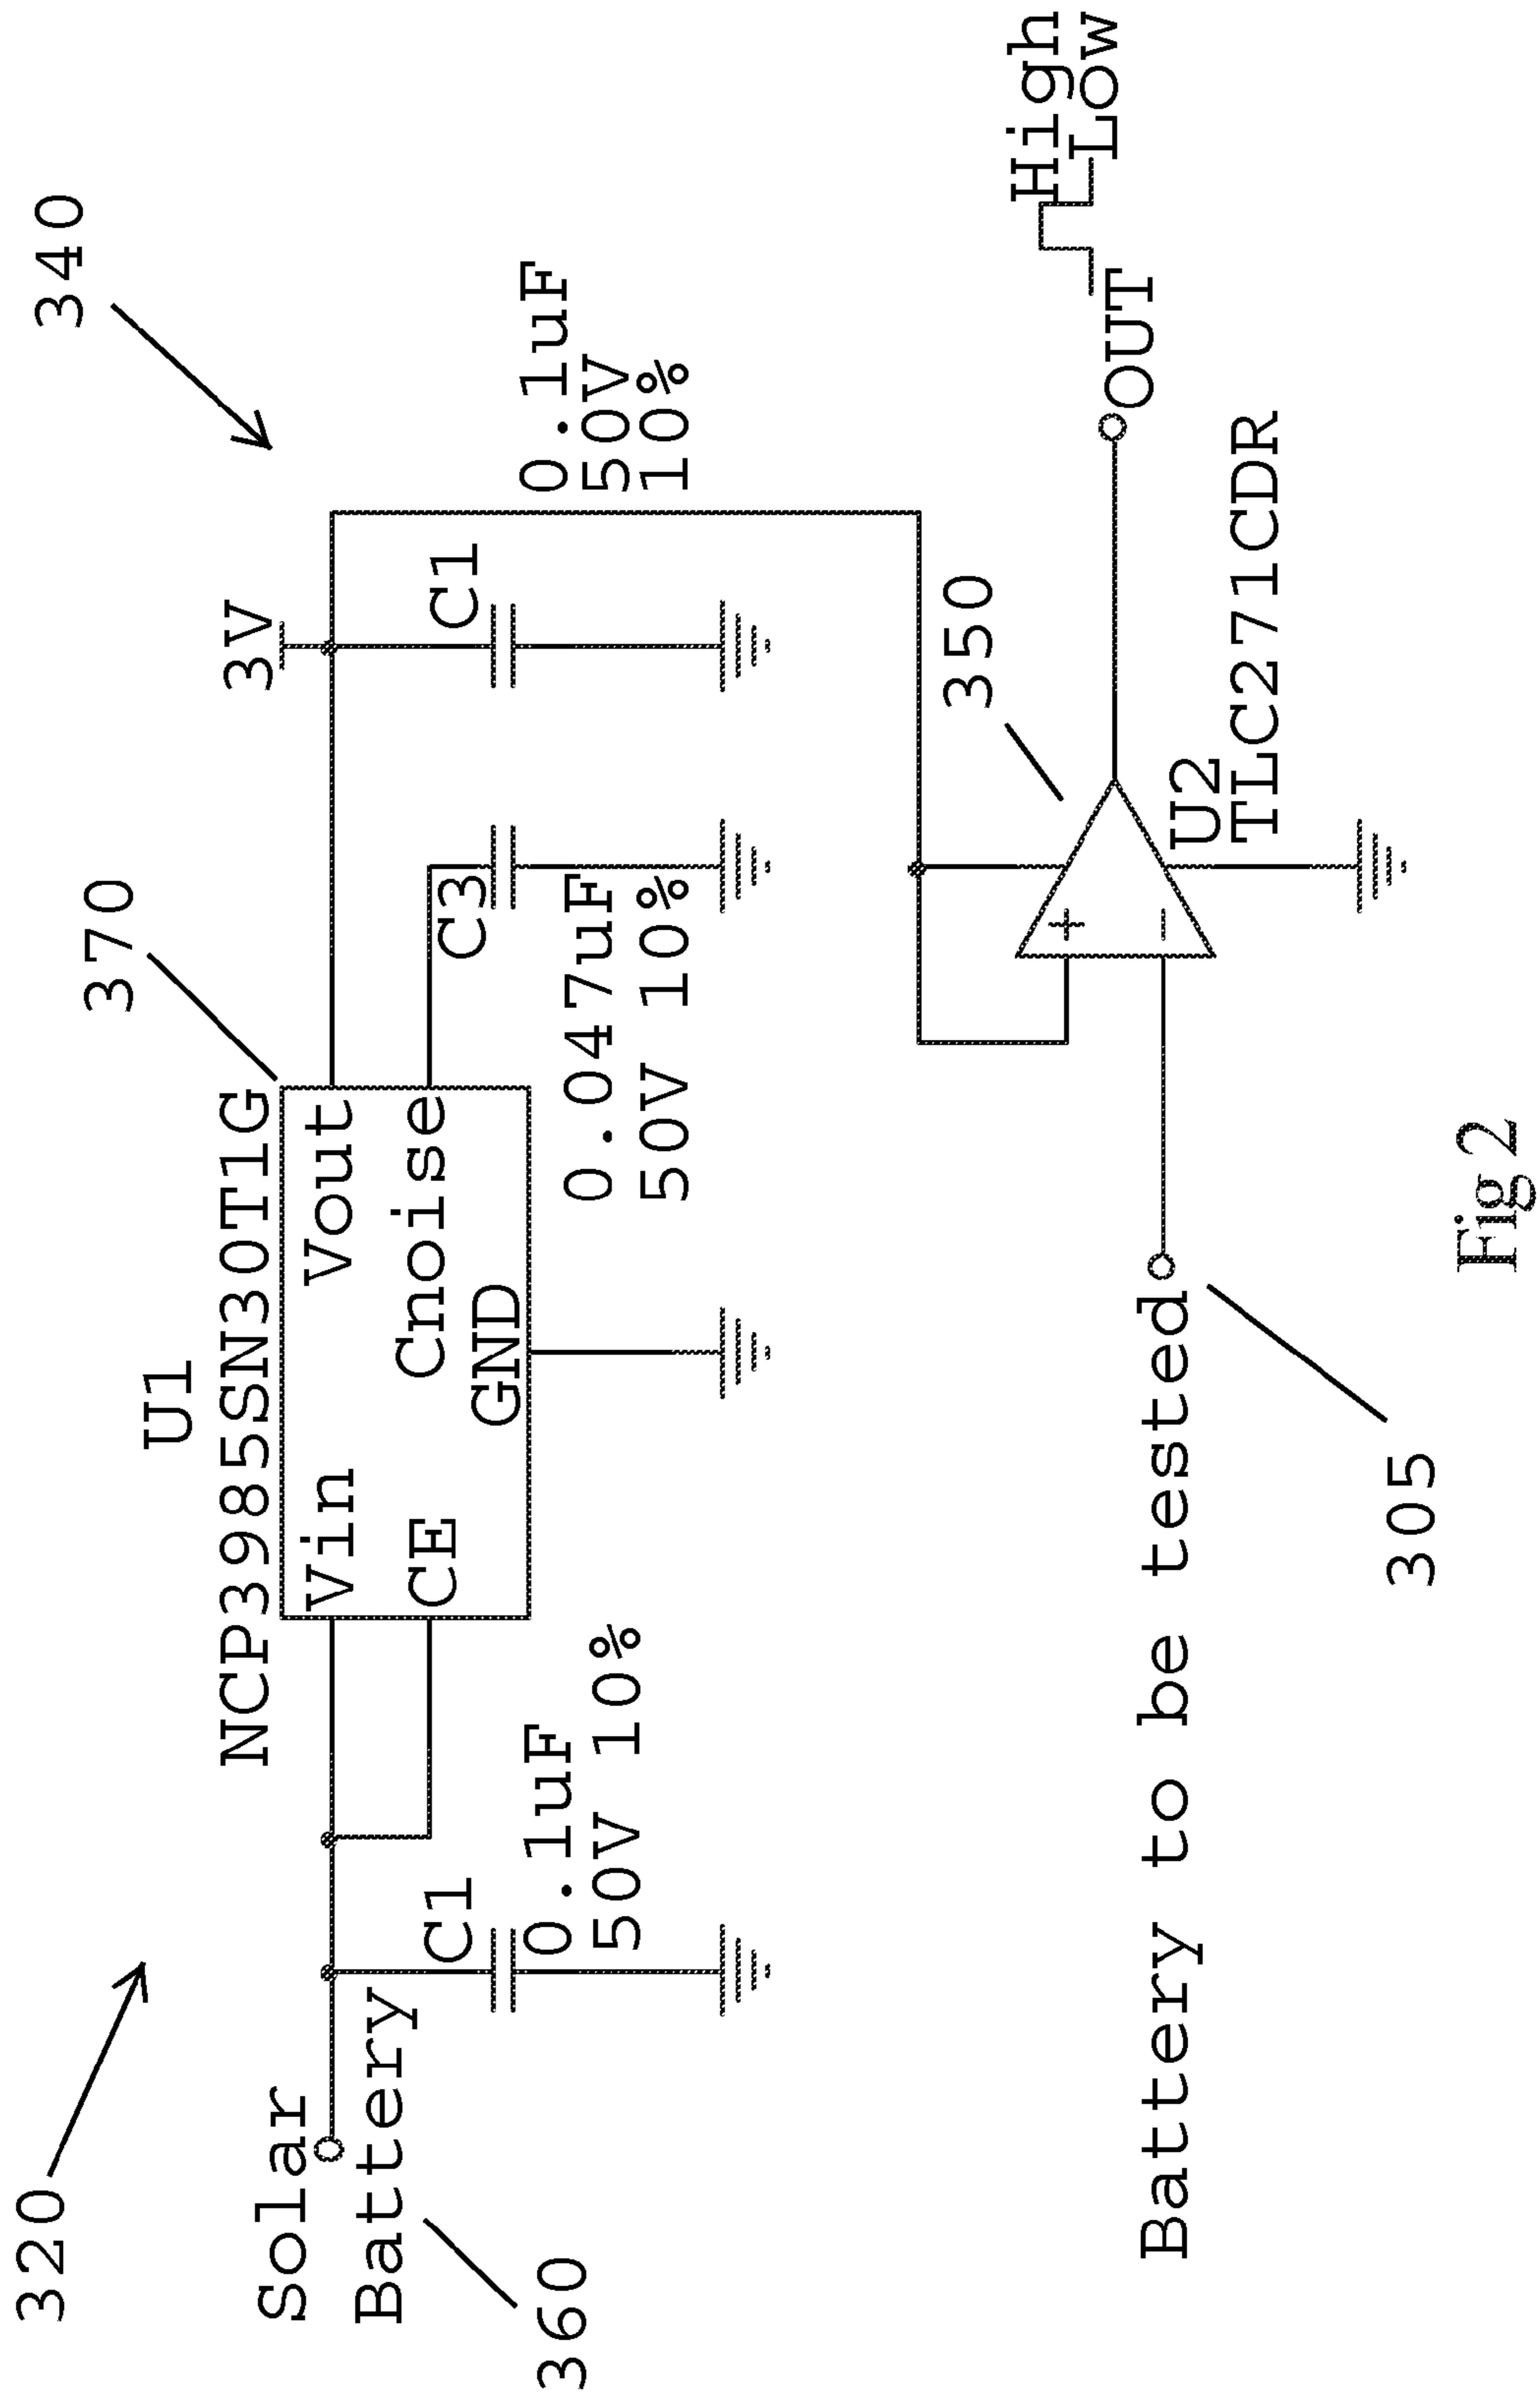 320
340
370
U1
NCP3985SN30T1G
3V
Solar
Battery
360
Vin
Vout
CE
Cnoise
GND
C1
0.1uF
50V 10%
C3
0.047uF
50V 10%
C1
0.1uF
50V
10%
350
High
Low
OUT
+
−
U2
TLC271CDR
Battery to be tested
305
Fig 2